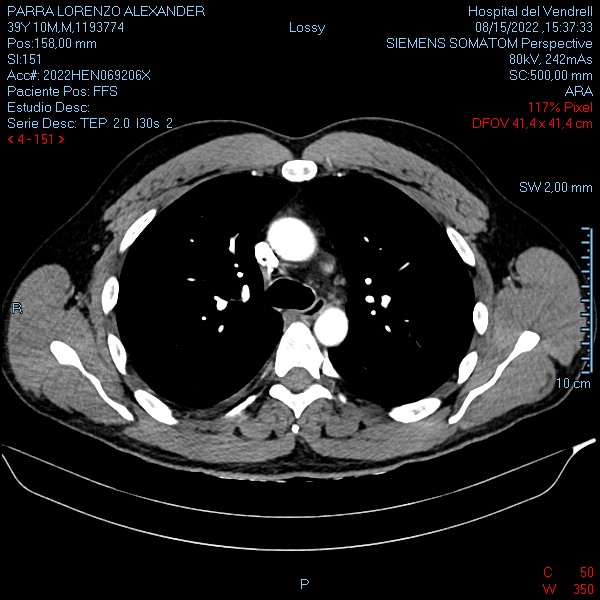 PARRA LORENZO ALEXANDER
39Y 10M,M,1193774
Pos:158,00 mm
SI:151
Acc#: 2022HEN069206X
Paciente Pos: FFS
Estudio Desc:
Serie Desc: TEP 2.0 I30s 2
< 4 - 151 >
Lossy
Hospital del Vendrell
08/15/2022 ,15:37:33
SIEMENS SOMATOM Perspective
80kV, 242mAs
SC:500,00 mm
ARA
117% Pixel
DFOV 41,4 x 41,4 cm
SW 2,00 mm
R
10 cm
P
C 50
W 350